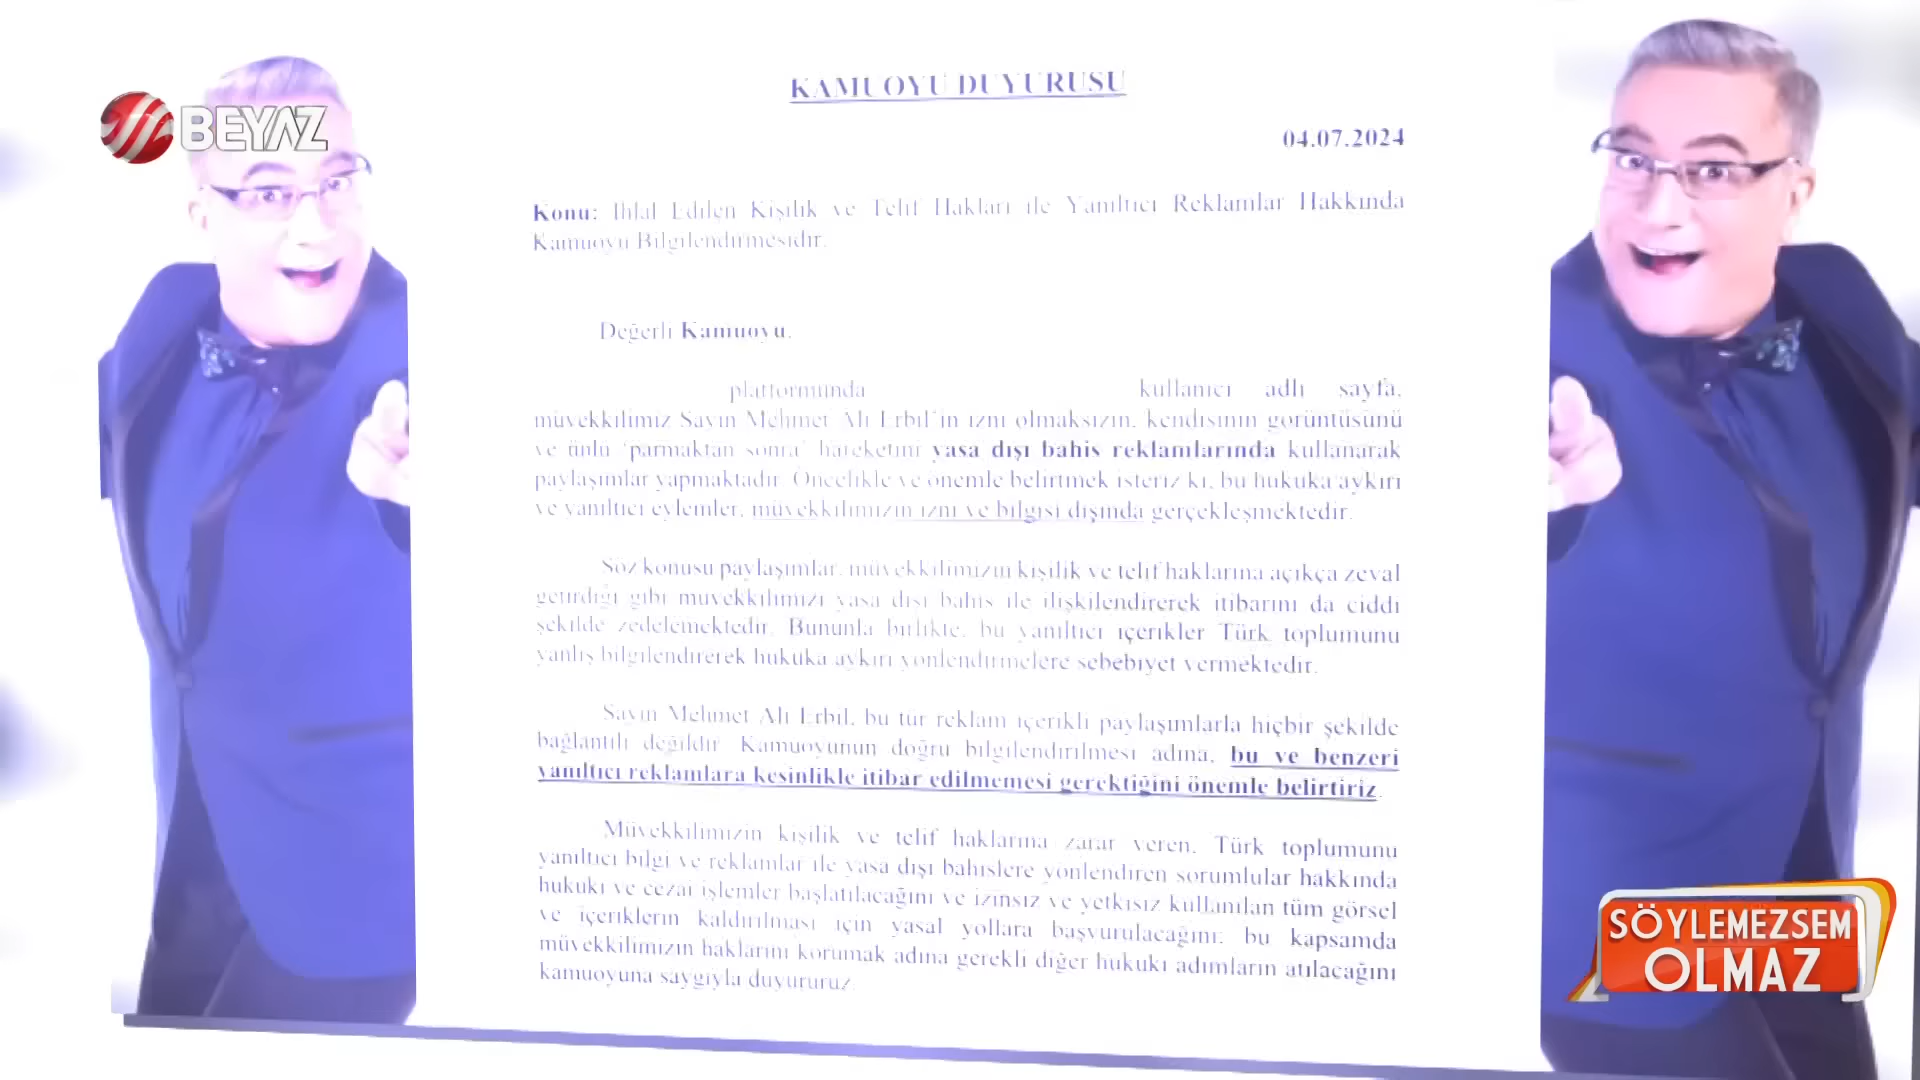 BEYAZ
KAMUOYU DUYURUSU
04.07.2024
Konu: İhlal Edilen Kişilik ve Telif Hakları ile Yanıltıcı Reklamlar Hakkında
Kamuoyu Bilgilendirmesidir.
Değerli Kamuoyu,
platformunda kullanıcı adlı sayfa,
müvekkilimiz Sayın Mehmet Ali Erbil'in izni olmaksızın, kendisinin görüntüsünü
ve ünlü 'parmaktan sonra' hareketini yasa dışı bahis reklamlarında kullanarak
paylaşımlar yapmaktadır. Öncelikle ve önemle belirtmek isteriz ki, bu hukuka aykırı
ve yanıltıcı eylemler, müvekkilimizin izni ve bilgisi dışında gerçekleşmektedir.
Söz konusu paylaşımlar, müvekkilimizin kişilik ve telif haklarına açıkça zeval
getirdiği gibi müvekkilimizi yasa dışı bahis ile ilişkilendirerek itibarını da ciddi
şekilde zedelemektedir. Bununla birlikte, bu yanıltıcı içerikler Türk toplumunu
yanlış bilgilendirerek hukuka aykırı yönlendirmelere sebebiyet vermektedir.
Sayın Mehmet Ali Erbil, bu tür reklam içerikli paylaşımlarla hiçbir şekilde
bağlantılı değildir. Kamuoyunun doğru bilgilendirilmesi adına, bu ve benzeri
yanıltıcı reklamlara kesinlikle itibar edilmemesi gerektiğini önemle belirtiriz.
Müvekkilimizin kişilik ve telif haklarına zarar veren, Türk toplumunu
yanıltıcı bilgi ve reklamlar ile yasa dışı bahislere yönlendiren sorumlular hakkında
hukuki ve cezai işlemler başlatılacağını ve izinsiz ve yetkisiz kullanılan tüm görsel
ve içeriklerin kaldırılması için yasal yollara başvurulacağını; bu kapsamda
müvekkilimizin haklarını korumak adına gerekli diğer hukuki adımların atılacağını
kamuoyuna saygıyla duyururuz.
SÖYLEMEZSEM
OLMAZ